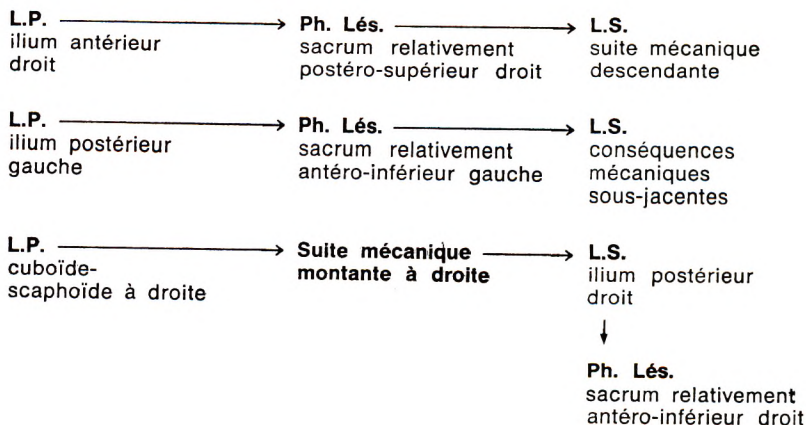 L.P.
ilium antérieur
droit
Ph. Lés.
sacrum relativement
postéro-supérieur droit
L.S.
suite mécanique
descendante
L.P.
ilium postérieur
gauche
Ph. Lés.
sacrum relativement
antéro-inférieur gauche
L.S.
conséquences
mécaniques
sous-jacentes
L.P.
cuboïde-
scaphoïde à droite
Suite mécanique
montante à droite
L.S.
ilium postérieur
droit
Ph. Lés.
sacrum relativement
antéro-inférieur droit